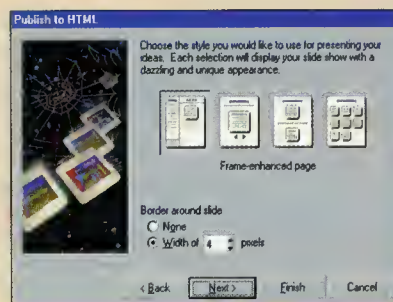 Publish to HTML
Choose the style you would like to use for presenting your
ideas. Each selection will display your slide show with a
dazzling and unique appearance.
Frame-enhanced page
Border around slide
None
Width of 4 pixels
< Back Next > Finish Cancel